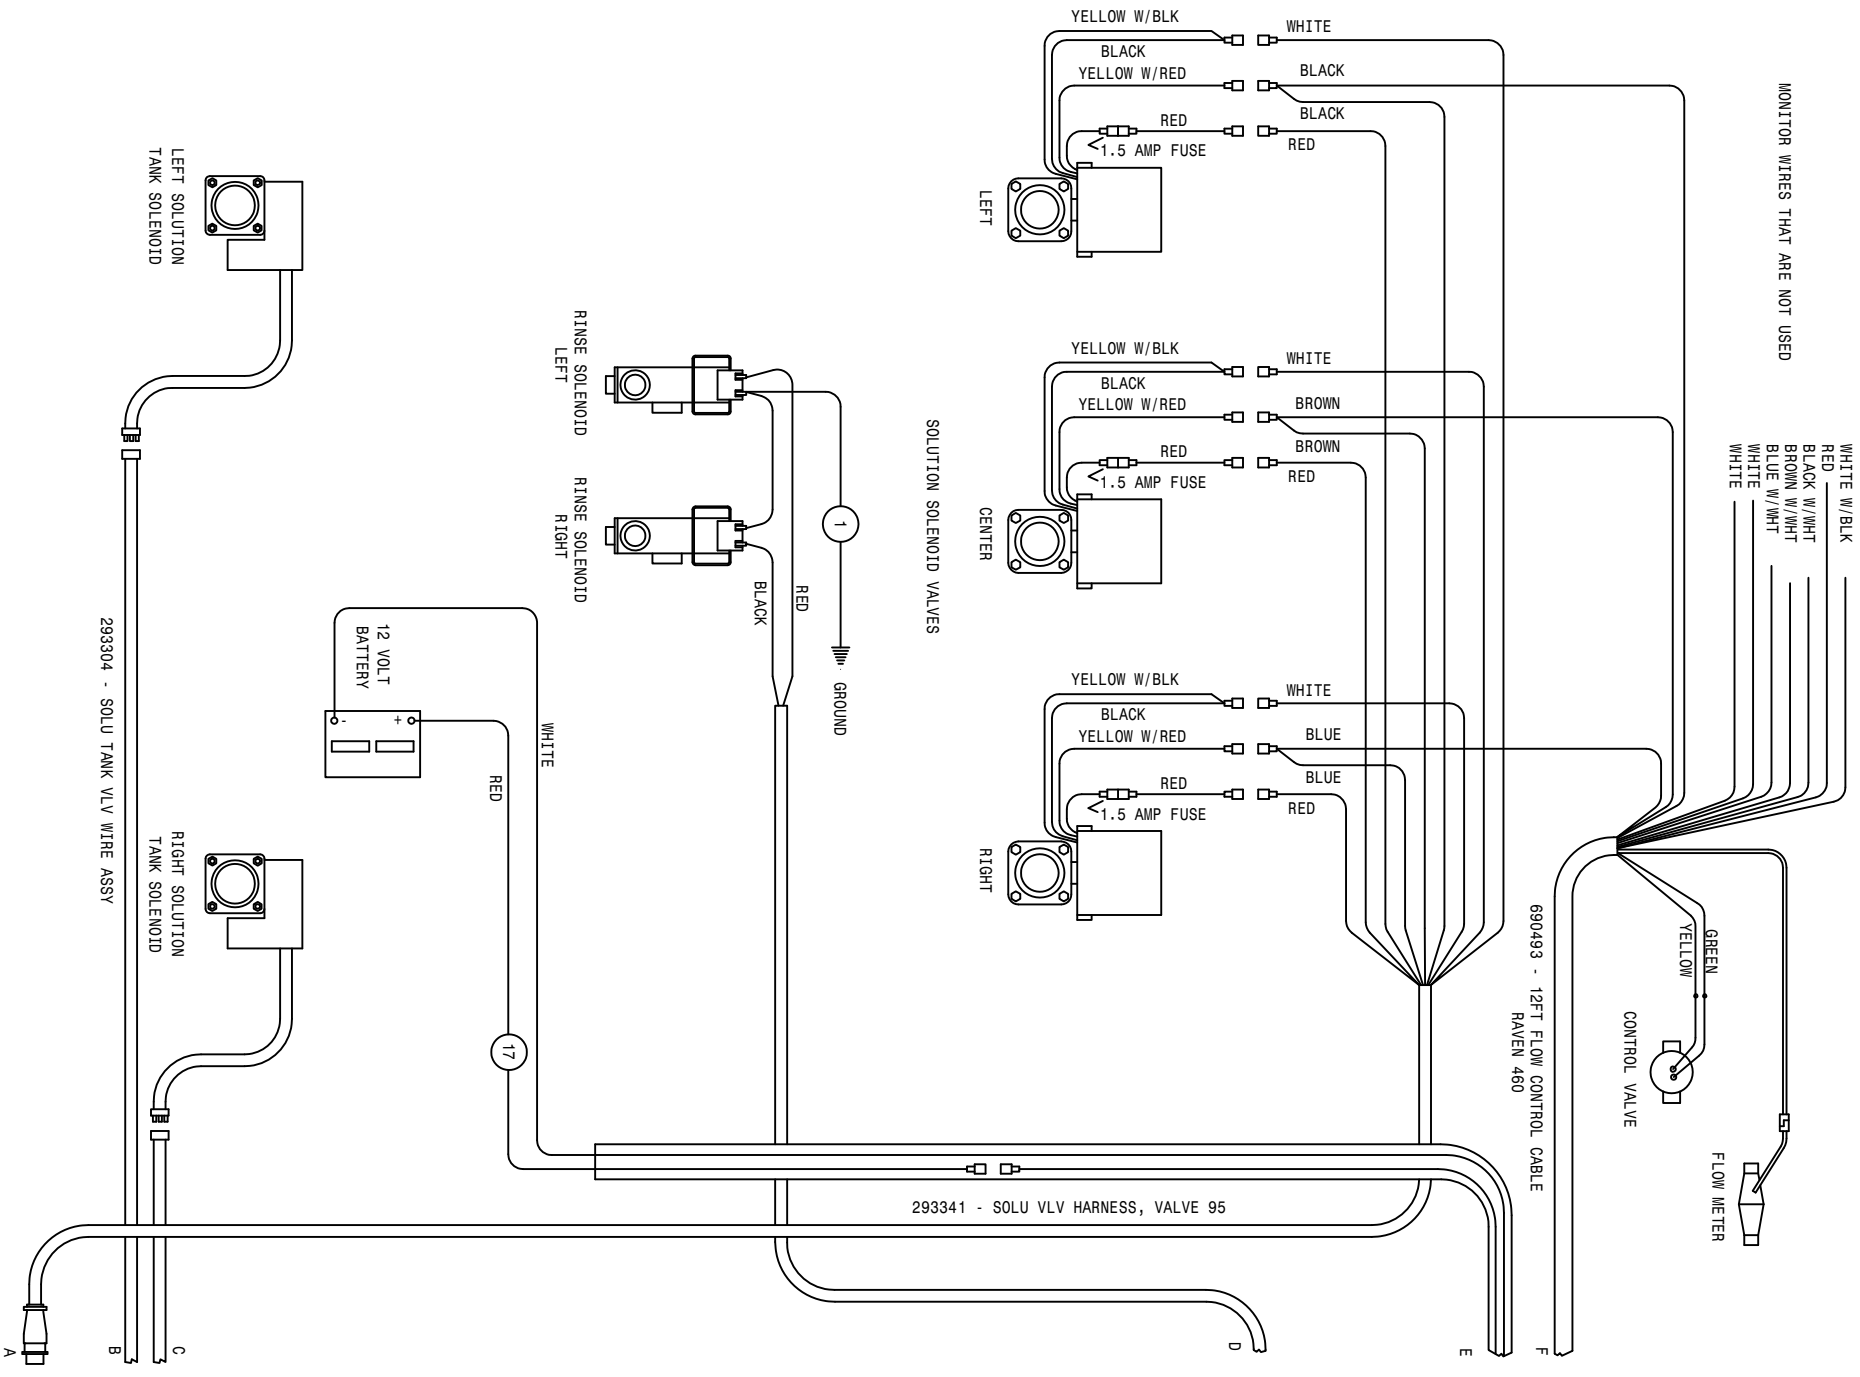 YELLOW W/BLK
WHITE
BLACK
YELLOW W/RED
BLACK
RED
BLACK
1.5 AMP FUSE
RED
LEFT
MONITOR WIRES THAT ARE NOT USED
LEFT SOLUTION
TANK SOLENOID
RINSE SOLENOID
LEFT
YELLOW W/BLK
WHITE
BLACK
YELLOW W/RED
BROWN
RED
BROWN
1.5 AMP FUSE
RED
CENTER
SOLUTION SOLENOID VALVES
WHITE W/BLK
RED
BLACK W/WHT
BROWN W/WHT
BLUE W/WHT
WHITE
WHITE
RINSE SOLENOID
RIGHT
1
RED
BLACK
GROUND
YELLOW W/BLK
WHITE
BLACK
YELLOW W/RED
BLUE
RED
BLUE
1.5 AMP FUSE
RED
RIGHT
12 VOLT
BATTERY
- +
WHITE
RED
293304 - SOLU TANK VLV WIRE ASSY
RIGHT SOLUTION
TANK SOLENOID
17
GREEN
YELLOW
690493 - 12FT FLOW CONTROL CABLE
RAVEN 460
CONTROL VALVE
FLOW METER
293341 - SOLU VLV HARNESS, VALVE 95
A
B
C
D
E
F